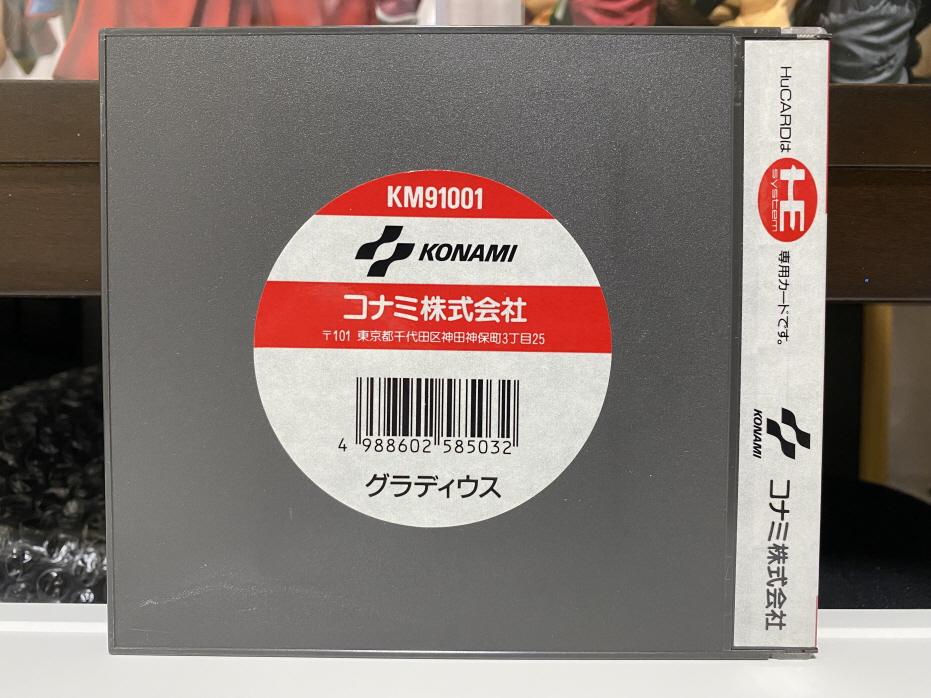 KM91001
KONAMI
コナミ株式会社
〒101 東京都千代田区神田神保町3丁目25
4 988602 585032
グラディウス
HuCARDは
HE
system
専用カードです。
KONAMI
コナミ株式会社